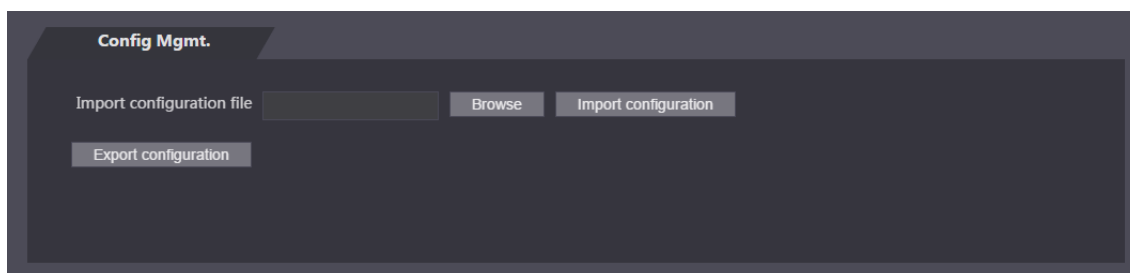 Config Mgmt.
Import configuration file Browse Import configuration
Export configuration